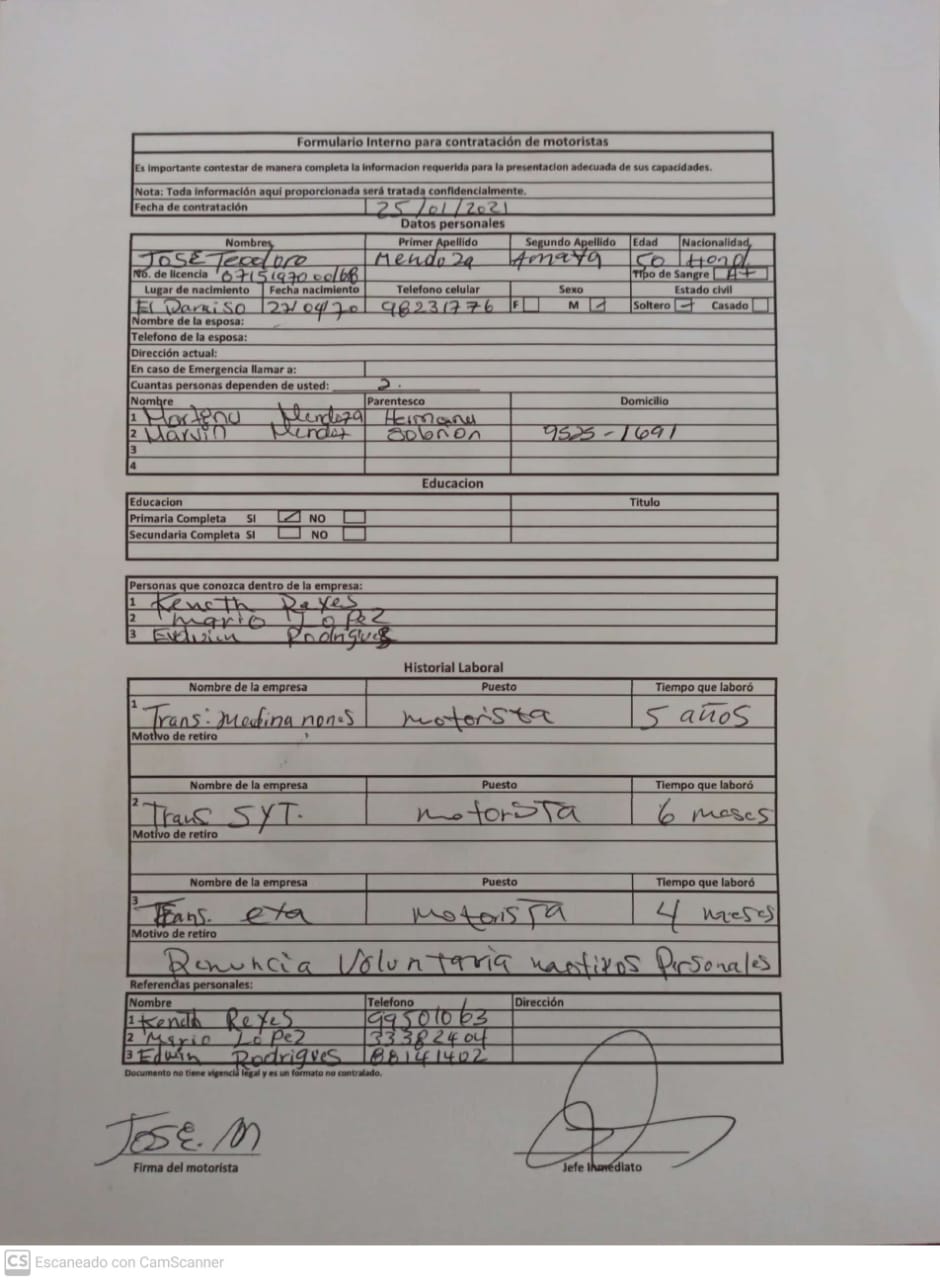 Formulario Interno para contratación de motoristas
Es importante contestar de manera completa la informacion requerida para la presentacion adecuada de sus capacidades.
Nota: Toda información aquí proporcionada será tratada confidencialmente.
Fecha de contratación 25/01/2021
Datos personales
Nombres Primer Apellido Segundo Apellido Edad Nacionalidad
JOSÉ Teodoro Mendoza Amaya 50 Hond
No. de licencia Tipo de Sangre A+
Lugar de nacimiento Fecha nacimiento Telefono celular Sexo Estado civil
El Paraiso 22/04/70 98231776 F M Soltero Casado
Nombre de la esposa:
Telefono de la esposa:
Dirección actual:
En caso de Emergencia llamar a:
Cuantas personas dependen de usted: 2.
Nombre Parentesco Domicilio
1 Mendoza Hermana
2 Marvin Mendoz 9525-1691
3
4
Educacion
Educacion Titulo
Primaria Completa SI NO
Secundaria Completa SI NO
Personas que conozca dentro de la empresa:
1 Keneth Reyes
2 Mario LoPez
3 Rodrigues
Historial Laboral
Nombre de la empresa Puesto Tiempo que laboró
1 Trans: motorista 5 años
Motivo de retiro
Nombre de la empresa Puesto Tiempo que laboró
2 Trans SYT. motorista 6 meses
Motivo de retiro
Nombre de la empresa Puesto Tiempo que laboró
3 Trans. eta motorista 4 meses
Motivo de retiro
Renuncia Voluntaria motivos Personales
Referencias personales:
Nombre Telefono Dirección
1 Keneth Reyes 99501063
2 Mario LoPez 33382404
3 Edwin Rodrigues 88141402
Documento no tiene vigencia legal y es un formato no contralado.
JOSE. M
Firma del motorista Jefe Inmediato
CS Escaneado con CamScanner